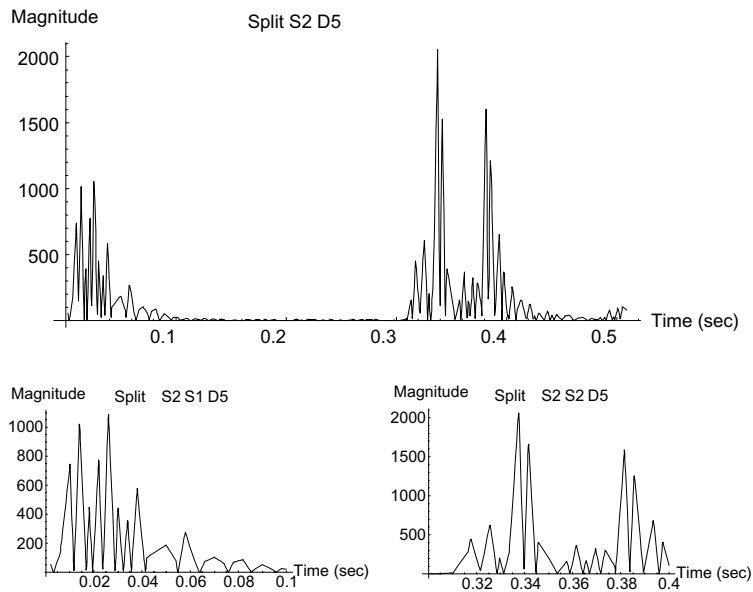 Magnitude
Split S2 D5
2000
1500
1000
500
0.1 0.2 0.3 0.4 0.5 Time (sec)
Magnitude Split S2 S1 D5
1000
800
600
400
200
0.02 0.04 0.06 0.08 0.1 Time (sec)
Magnitude Split S2 S2 D5
2000
1500
1000
500
0.32 0.34 0.36 0.38 0.4 Time (sec)